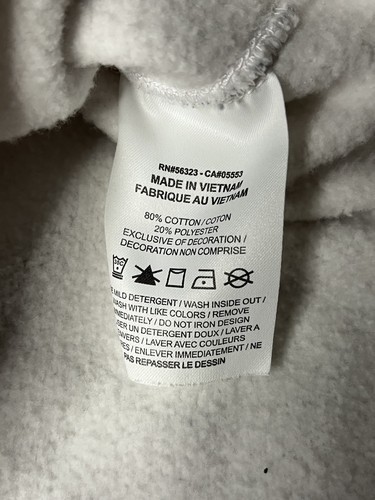 RN#56323 - CA#05553
MADE IN VIETNAM
FABRIQUE AU VIETNAM
80% COTTON / COTON
20% POLYESTER
EXCLUSIVE OF DECORATION /
DECORATION NON COMPRISE
MILD DETERGENT / WASH INSIDE OUT /
WASH WITH LIKE COLORS / REMOVE
IMMEDIATELY / DO NOT IRON DESIGN
UN DETERGENT DOUX / LAVER A
LAVER AVEC COULEURS
ENLEVER IMMEDIATEMENT / NE
PAS REPASSER LE DESSIN